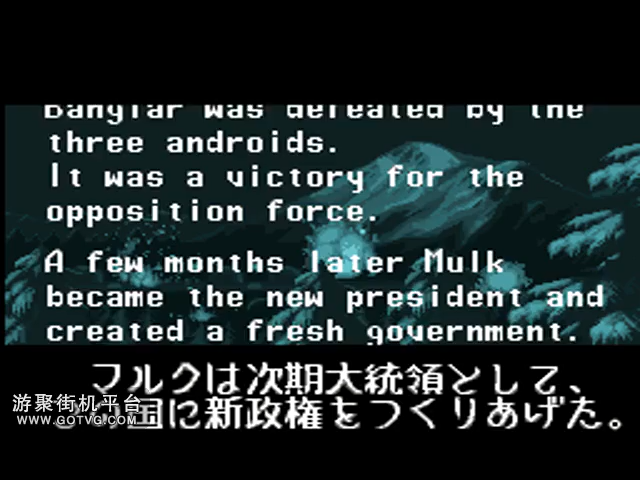 Banglar was defeated by the
three androids.
It was a victory for the
opposition force.
A few months later Mulk
became the new president and
created a fresh government.
マルクは次期大統領として、
この国に新政権をつくりあげた。
游聚街机平台
WWW.GOTVG.COM